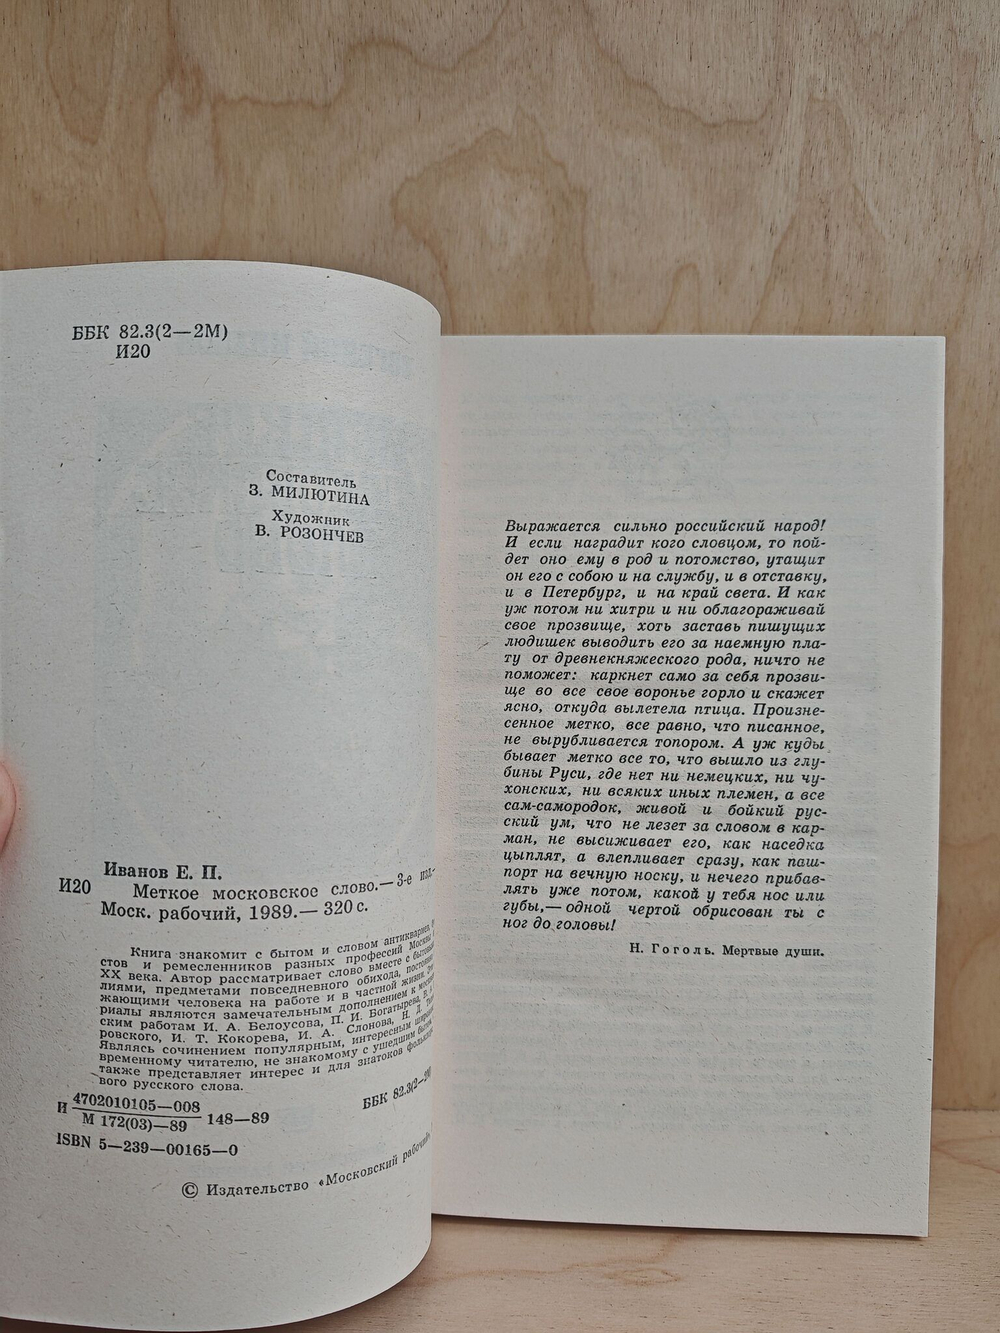 ББК 82.3(2—2М)
И20
Составитель
З. МИЛЮТИНА
Художник
В. РОЗОНЧЕВ
Иванов Е. П.
И20 Меткое московское слово.— 3-е изд.—
Моск. рабочий, 1989.— 320 с.
Книга знакомит с бытом и словом антикваров,
стов и ремесленников разных профессий Москвы
XX века. Автор рассматривает слово вместе с бытовыми
лиями, предметами повседневного обихода,
жающими человека на работе и в частной жизни.
риалы являются замечательным дополнением к
ским работам И. А. Белоусова, П. И. Богатырева,
ровского, И. Т. Кокорева, И. А. Слонова, Н. Д.
Являясь сочинением популярным, интересным
временному читателю, не знакомому с ушедшим бытом,
также представляет интерес и для знатоков
вого русского слова.
И 4702010105—008
М 172(03)—89 148—89
ББК 82.3(2—2М)
ISBN 5—239—00165—0
© Издательство «Московский рабочий»
Выражается сильно российский народ!
И если наградит кого словцом, то пой-
дет оно ему в род и потомство, утащит
он его с собою и на службу, и в отставку,
и в Петербург, и на край света. И как
уж потом ни хитри и ни облагораживай
свое прозвище, хоть заставь пишущих
людишек выводить его за наемную пла-
ту от древнекняжеского рода, ничто не
поможет: каркнет само за себя прозви-
ще во все свое воронье горло и скажет
ясно, откуда вылетела птица. Произне-
сенное метко, все равно, что писанное,
не вырубливается топором. А уж куды
бывает метко все то, что вышло из глу-
бины Руси, где нет ни немецких, ни чу-
хонских, ни всяких иных племен, а все
сам-самородок, живой и бойкий рус-
ский ум, что не лезет за словом в кар-
ман, не высиживает его, как наседка
цыплят, а влепливает сразу, как паш-
порт на вечную носку, и нечего прибав-
лять уже потом, какой у тебя нос или
губы,— одной чертой обрисован ты с
ног до головы!
Н. Гоголь. Мертвые души.